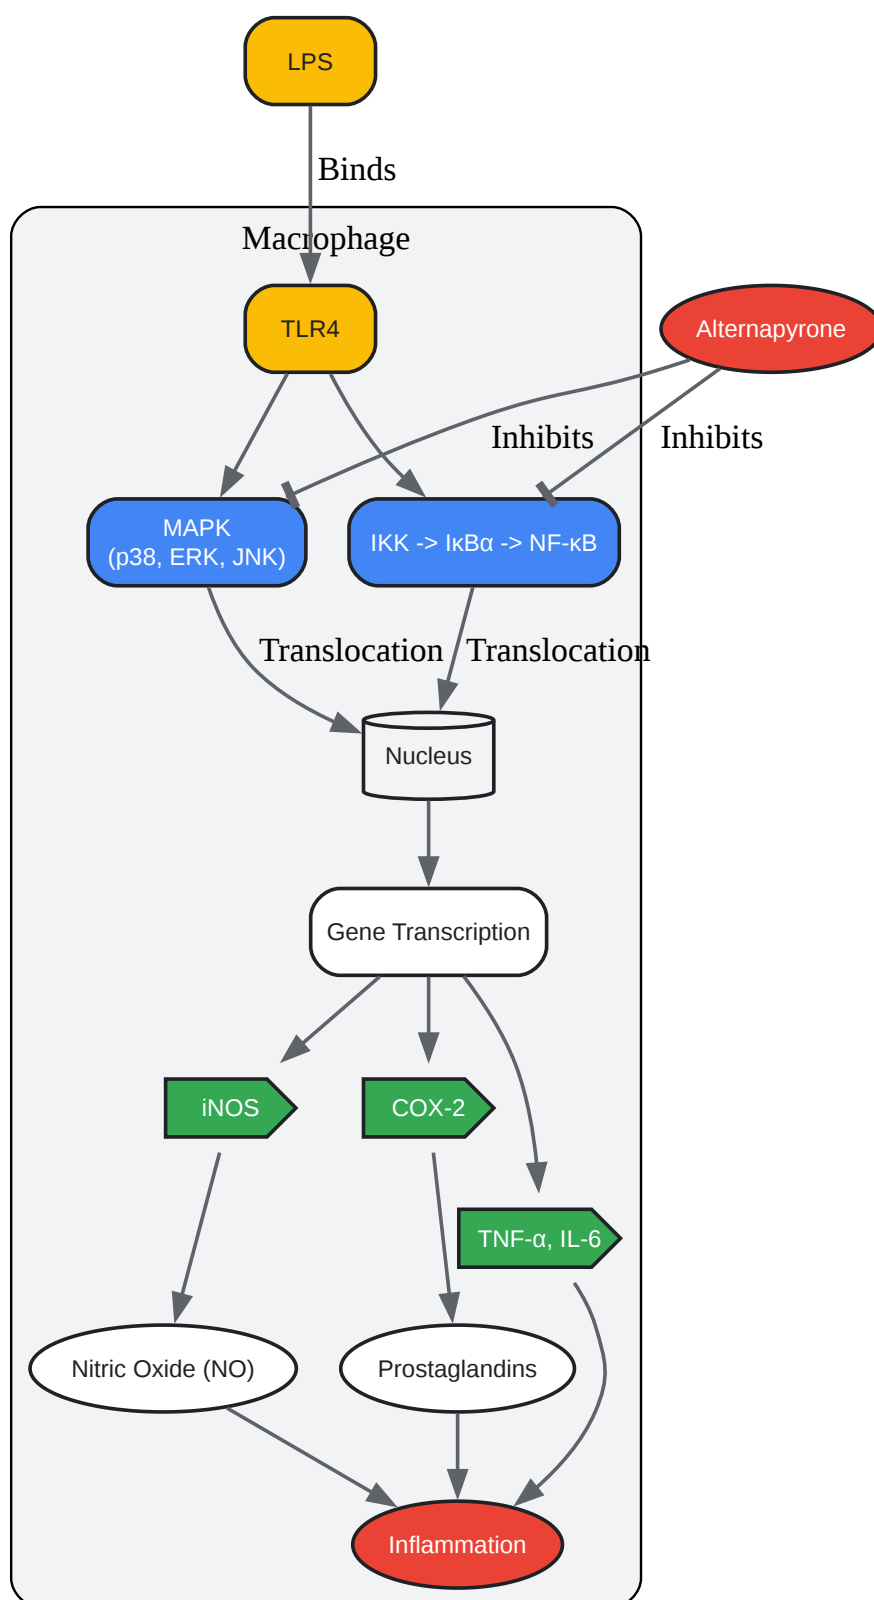 LPS
Binds
Macrophage
TLR4
Alternapyrone
Inhibits
Inhibits
MAPK
(p38, ERK, JNK)
IKK -> IκBα -> NF-κB
Translocation
Translocation
Nucleus
Gene Transcription
iNOS
COX-2
TNF-α, IL-6
Nitric Oxide (NO)
Prostaglandins
Inflammation